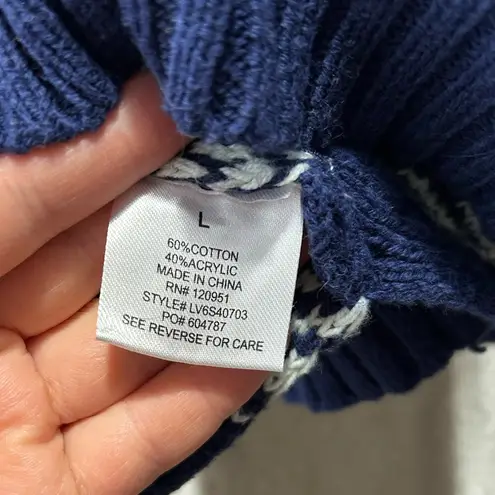 L
60%COTTON
40%ACRYLIC
MADE IN CHINA
RN# 120951
STYLE# LV6S40703
PO# 604787
SEE REVERSE FOR CARE